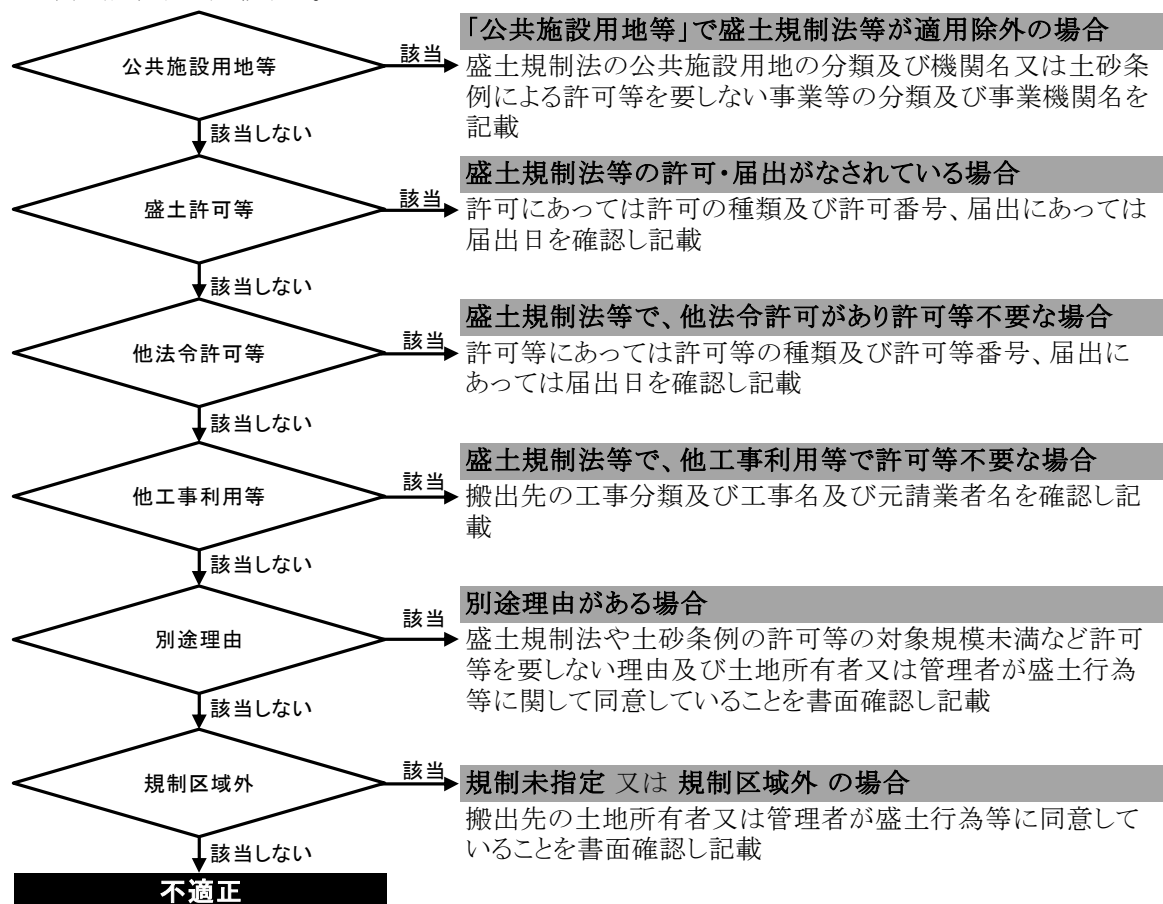 公共施設用地等
該当
「公共施設用地等」で盛土規制法等が適用除外の場合
盛土規制法の公共施設用地の分類及び機関名又は土砂条
例による許可等を要しない事業等の分類及び事業機関名を
記載
該当しない
盛土許可等
該当
盛土規制法等の許可・届出がなされている場合
許可にあっては許可の種類及び許可番号、届出にあっては
届出日を確認し記載
該当しない
他法令許可等
該当
盛土規制法等で、他法令許可があり許可等不要な場合
許可等にあっては許可等の種類及び許可等番号、届出に
あっては届出日を確認し記載
該当しない
他工事利用等
該当
盛土規制法等で、他工事利用等で許可等不要な場合
搬出先の工事分類及び工事名及び元請業者名を確認し記
載
該当しない
別途理由
該当
別途理由がある場合
盛土規制法や土砂条例の許可等の対象規模未満など許可
等を要しない理由及び土地所有者又は管理者が盛土行為
等に関して同意していることを書面確認し記載
該当しない
規制区域外
該当
規制未指定 又は 規制区域外 の場合
搬出先の土地所有者又は管理者が盛土行為等に同意して
いることを書面確認し記載
該当しない
不適正